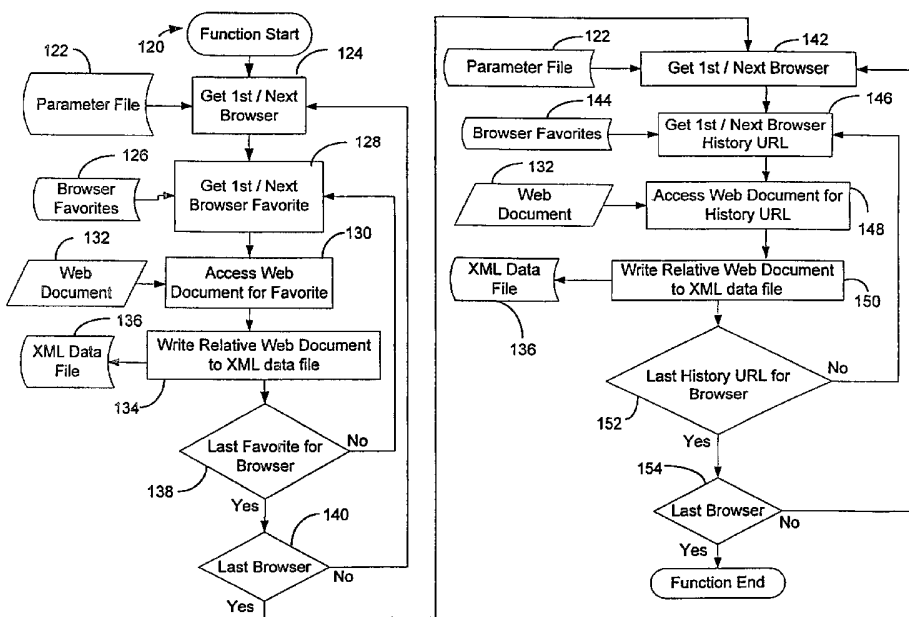 120
Function Start
122
124
Parameter File
Get 1st / Next
Browser
126
128
Browser
Favorites
Get 1st / Next
Browser Favorite
132
130
Web
Document
Access Web
Document for Favorite
136
XML Data
File
Write Relative Web Document
to XML data file
134
Last Favorite for
Browser
No
138
Yes
140
Last Browser
No
Yes
122
142
Parameter File
Get 1st / Next Browser
144
146
Browser Favorites
Get 1st / Next Browser
History URL
132
Web
Document
Access Web Document for
History URL
148
XML Data
File
Write Relative Web Document
to XML data file
150
136
Last History URL for
Browser
No
152
Yes
154
Last Browser
No
Yes
Function End